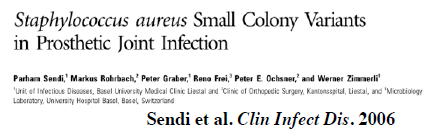 Staphylococcus aureus Small Colony Variants
in Prosthetic Joint Infection
Parham Sendi,¹ Markus Rohrbach,² Peter Graber,¹ Reno Frei,³ Peter E. Ochsner,² and Werner Zimmerli¹
¹Unit of Infectious Diseases, Basel University Medical Clinic Liestal and ²Clinic of Orthopedic Surgery, Kantonsspital, Liestal, and ³Microbiology
Laboratory, University Hospital Basel, Basel, Switzerland
Sendi et al. Clin Infect Dis. 2006